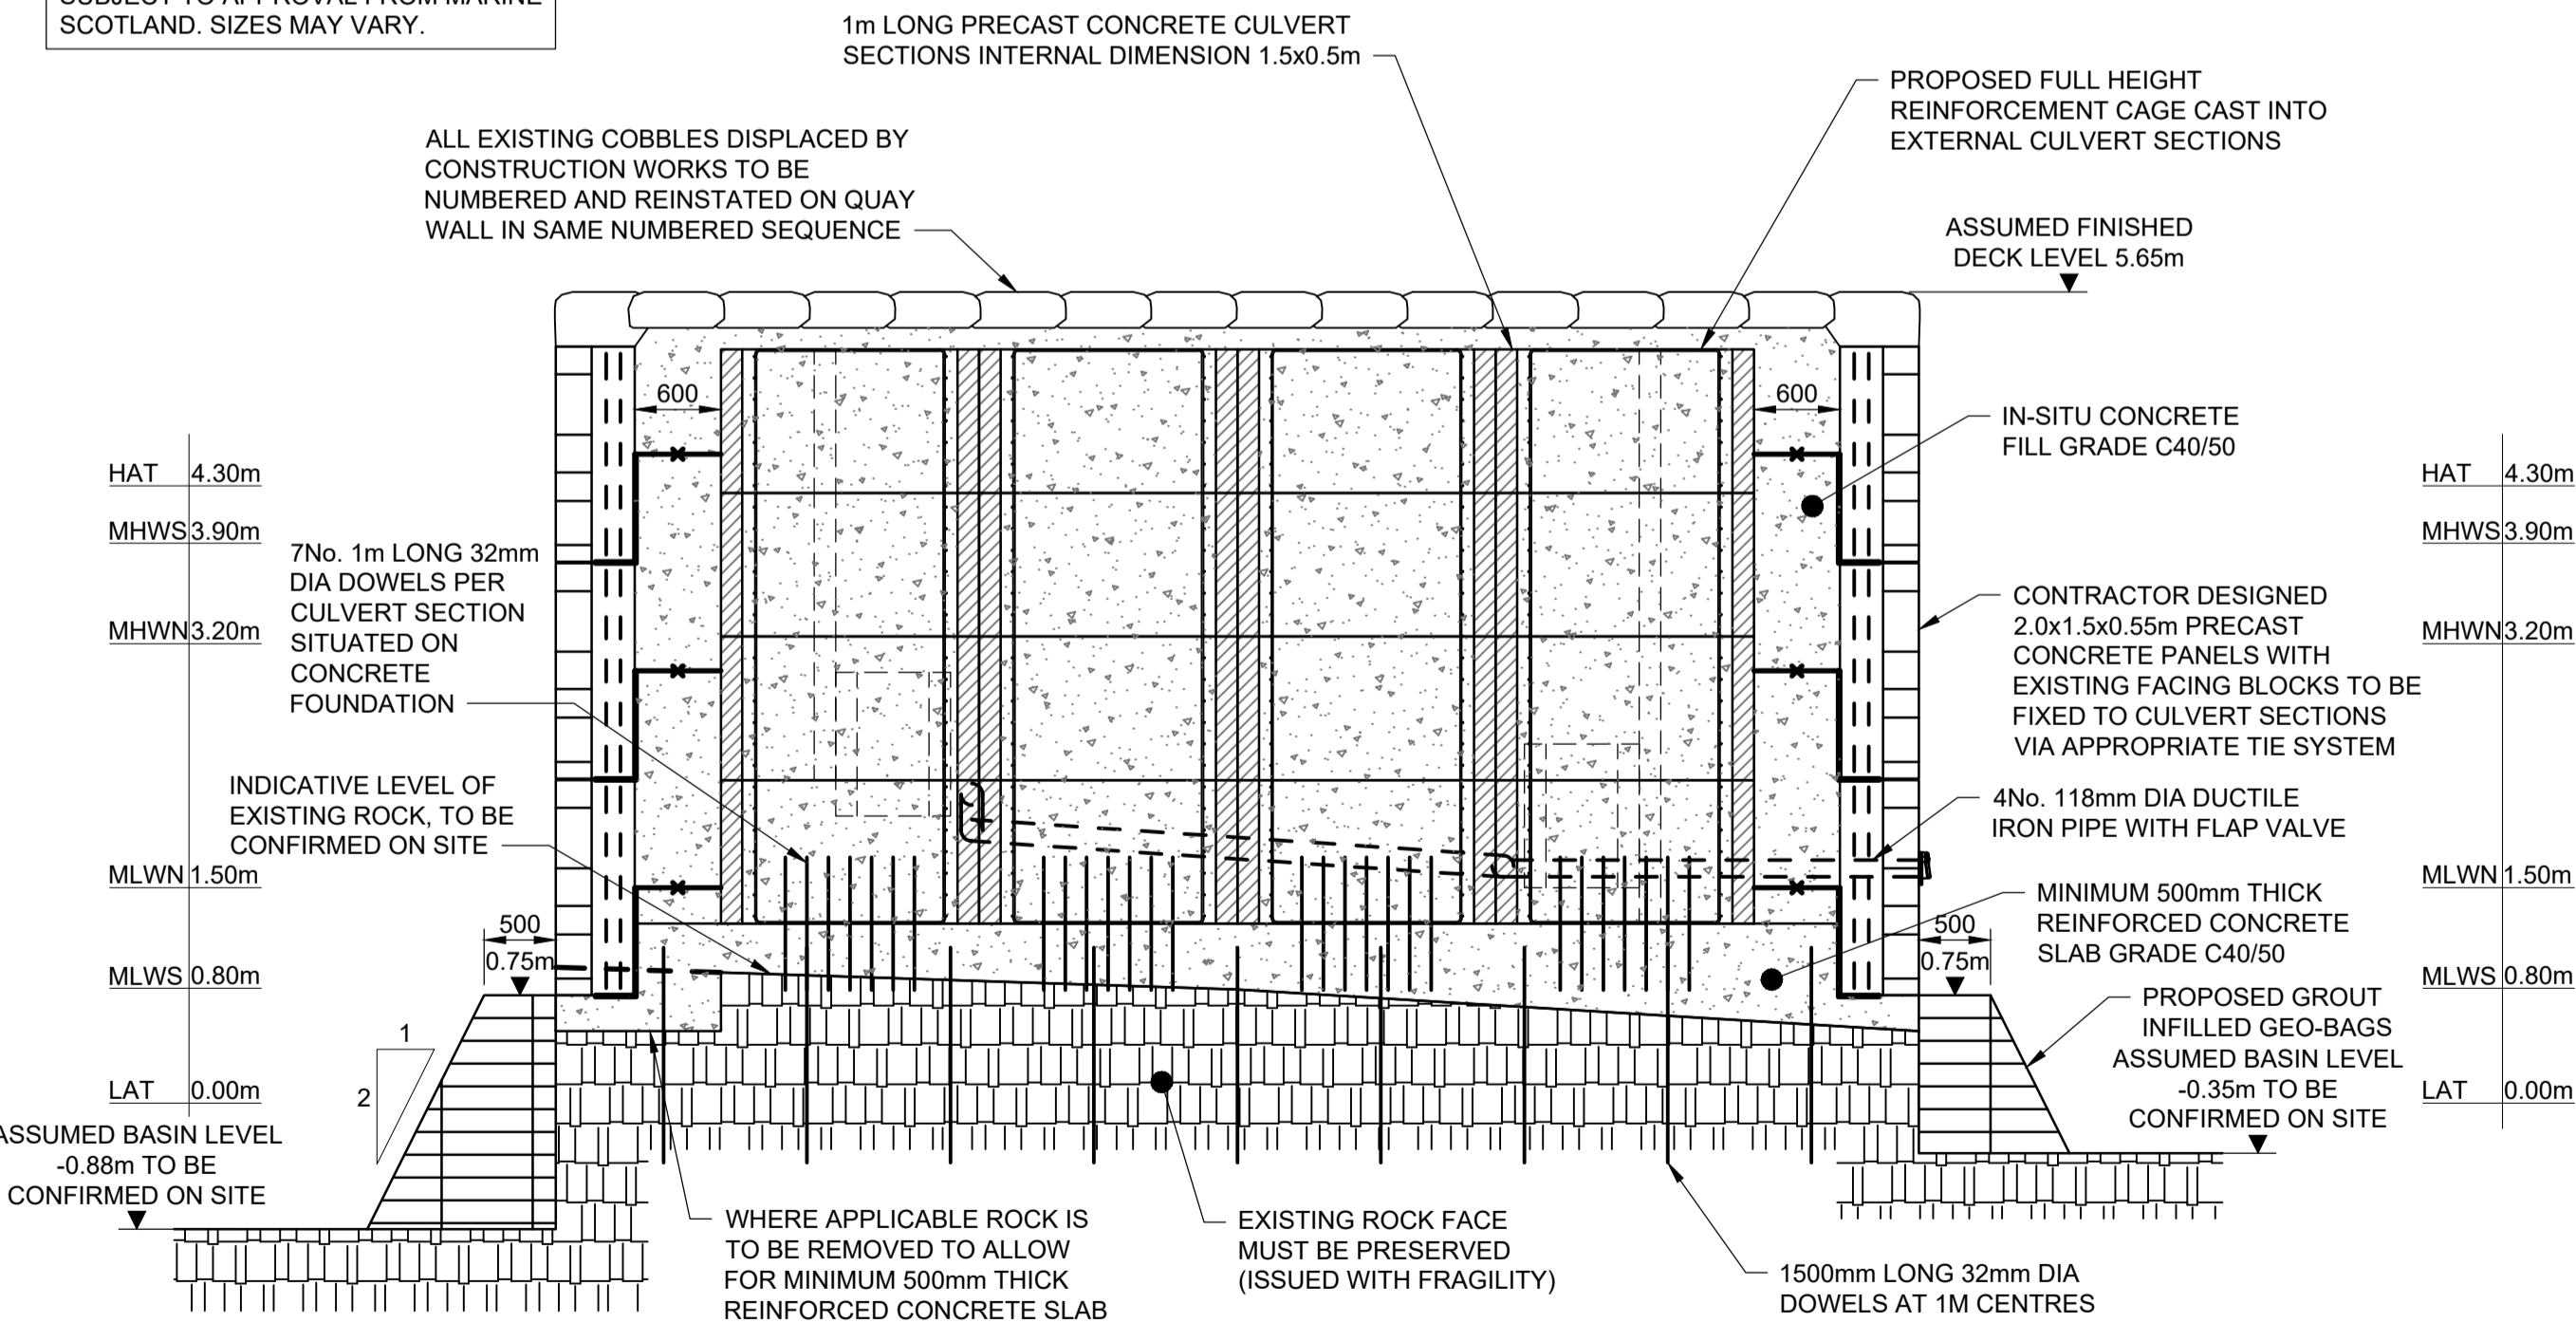 SUBJECT TO APPROVAL FROM MARINE
SCOTLAND. SIZES MAY VARY.
1m LONG PRECAST CONCRETE CULVERT
SECTIONS INTERNAL DIMENSION 1.5x0.5m
PROPOSED FULL HEIGHT
REINFORCEMENT CAGE CAST INTO
EXTERNAL CULVERT SECTIONS
ALL EXISTING COBBLES DISPLACED BY
CONSTRUCTION WORKS TO BE
NUMBERED AND REINSTATED ON QUAY
WALL IN SAME NUMBERED SEQUENCE
ASSUMED FINISHED
DECK LEVEL 5.65m
600
600
IN-SITU CONCRETE
FILL GRADE C40/50
HAT 4.30m
MHWS 3.90m
MHWN 3.20m
MLWN 1.50m
MLWS 0.80m
LAT 0.00m
HAT 4.30m
MHWS 3.90m
MHWN 3.20m
MLWN 1.50m
MLWS 0.80m
LAT 0.00m
7No. 1m LONG 32mm
DIA DOWELS PER
CULVERT SECTION
SITUATED ON
CONCRETE
FOUNDATION
CONTRACTOR DESIGNED
2.0x1.5x0.55m PRECAST
CONCRETE PANELS WITH
EXISTING FACING BLOCKS TO BE
FIXED TO CULVERT SECTIONS
VIA APPROPRIATE TIE SYSTEM
INDICATIVE LEVEL OF
EXISTING ROCK, TO BE
CONFIRMED ON SITE
4No. 118mm DIA DUCTILE
IRON PIPE WITH FLAP VALVE
MINIMUM 500mm THICK
REINFORCED CONCRETE
SLAB GRADE C40/50
500
0.75m
500
0.75m
1
2
PROPOSED GROUT
INFILLED GEO-BAGS
ASSUMED BASIN LEVEL
-0.35m TO BE
CONFIRMED ON SITE
ASSUMED BASIN LEVEL
-0.88m TO BE
CONFIRMED ON SITE
WHERE APPLICABLE ROCK IS
TO BE REMOVED TO ALLOW
FOR MINIMUM 500mm THICK
REINFORCED CONCRETE SLAB
EXISTING ROCK FACE
MUST BE PRESERVED
(ISSUED WITH FRAGILITY)
1500mm LONG 32mm DIA
DOWELS AT 1M CENTRES